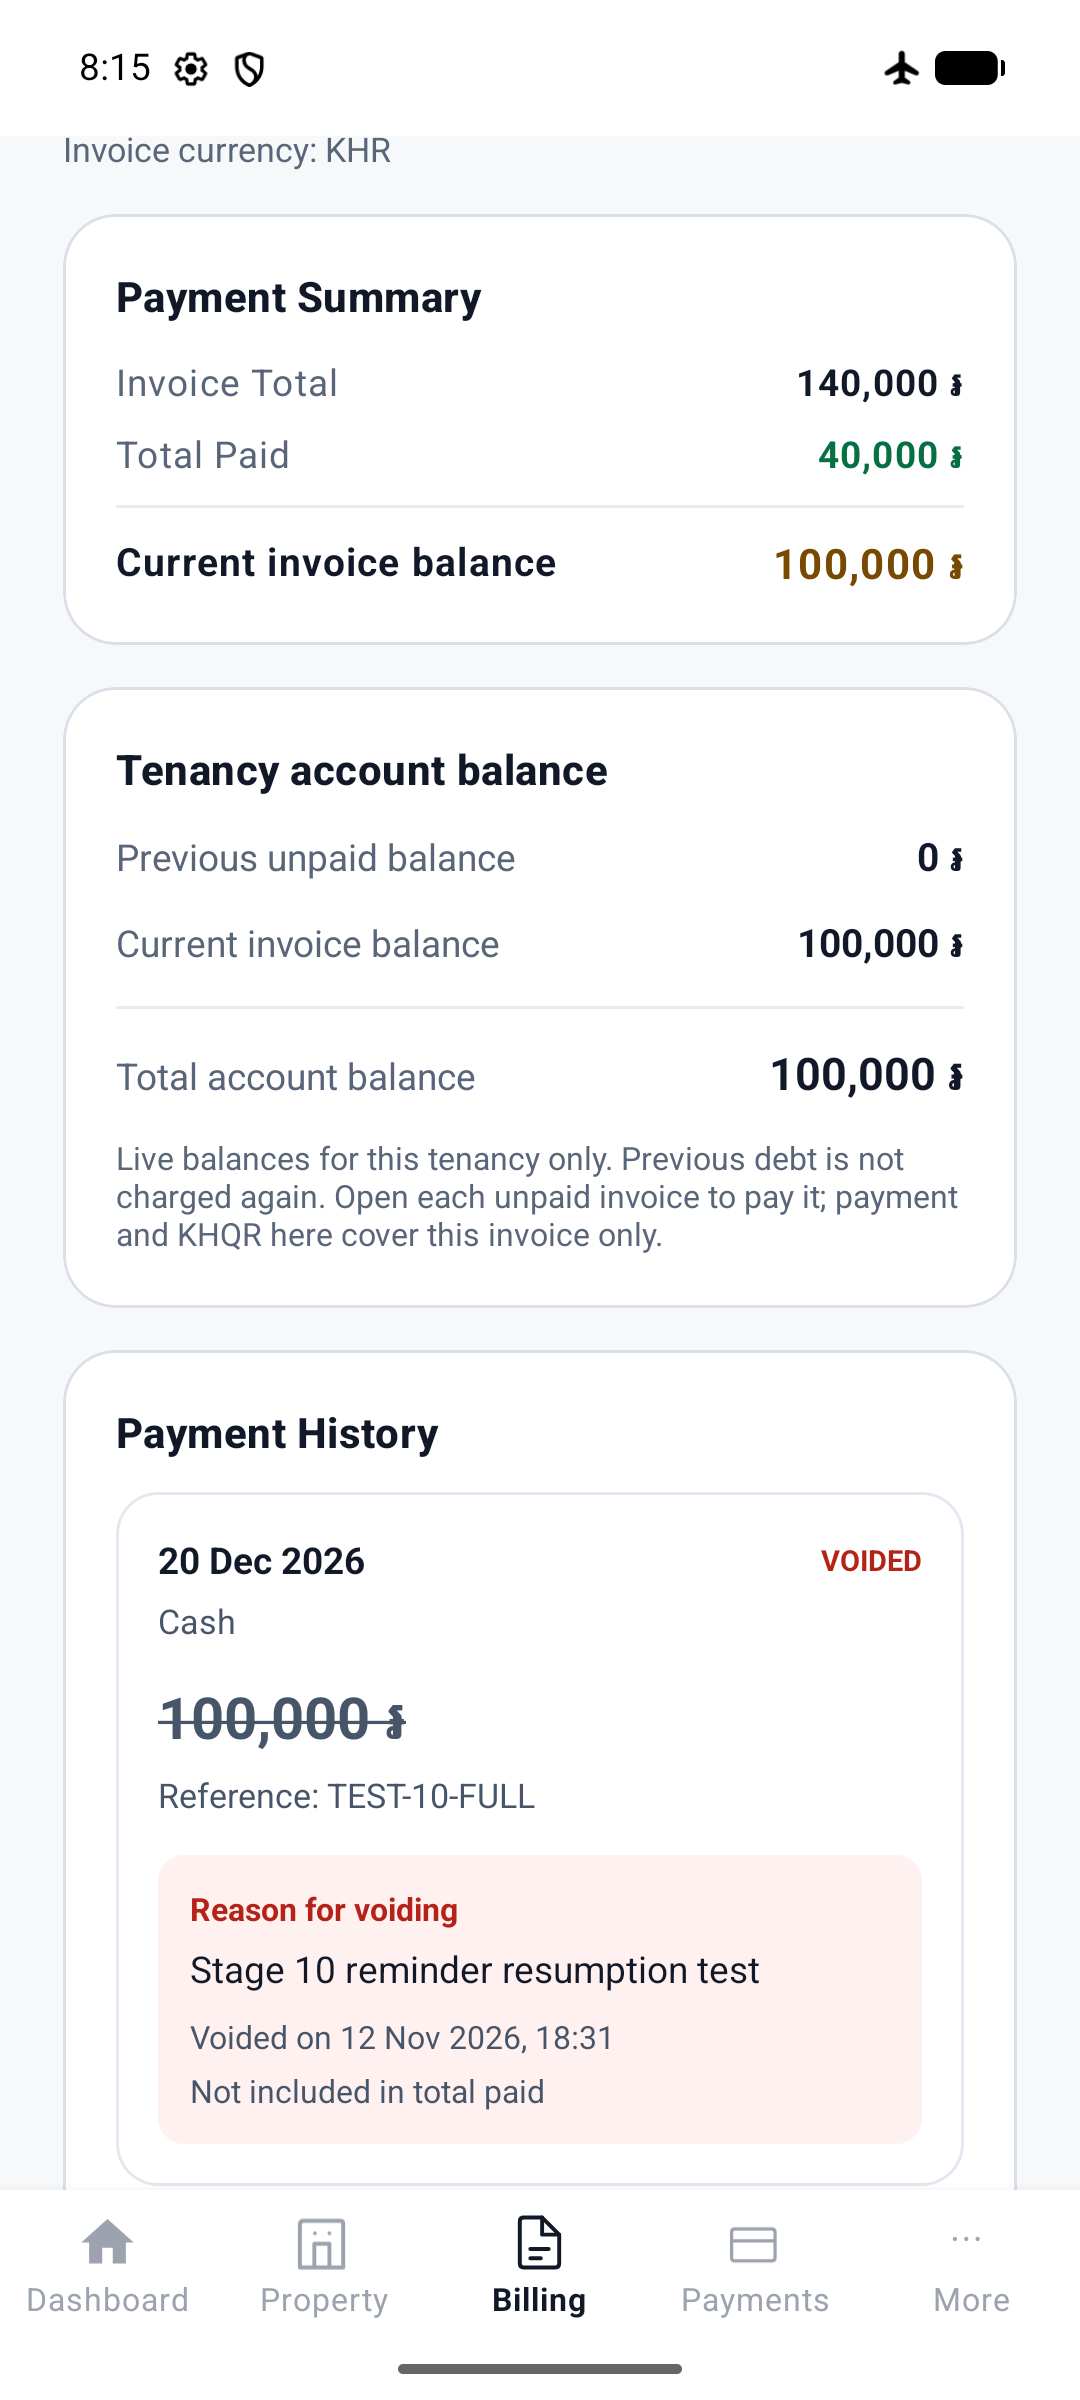 8:15
Invoice currency: KHR
Payment Summary
Invoice Total 140,000 ៛
Total Paid 40,000 ៛
Current invoice balance 100,000 ៛
Tenancy account balance
Previous unpaid balance 0 ៛
Current invoice balance 100,000 ៛
Total account balance 100,000 ៛
Live balances for this tenancy only. Previous debt is not
charged again. Open each unpaid invoice to pay it; payment
and KHQR here cover this invoice only.
Payment History
20 Dec 2026 VOIDED
Cash
100,000 ៛
Reference: TEST-10-FULL
Reason for voiding
Stage 10 reminder resumption test
Voided on 12 Nov 2026, 18:31
Not included in total paid
Dashboard Property Billing Payments More